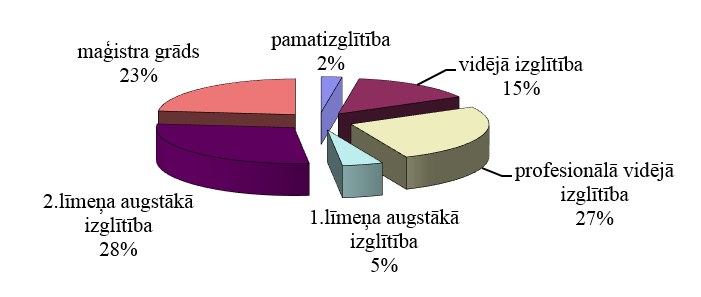 pamatizglītība
2%
vidējā izglītība
15%
profesionālā vidējā
izglītība
27%
1.līmeņa augstākā
izglītība
5%
2.līmeņa augstākā
izglītība
28%
maģistra grāds
23%